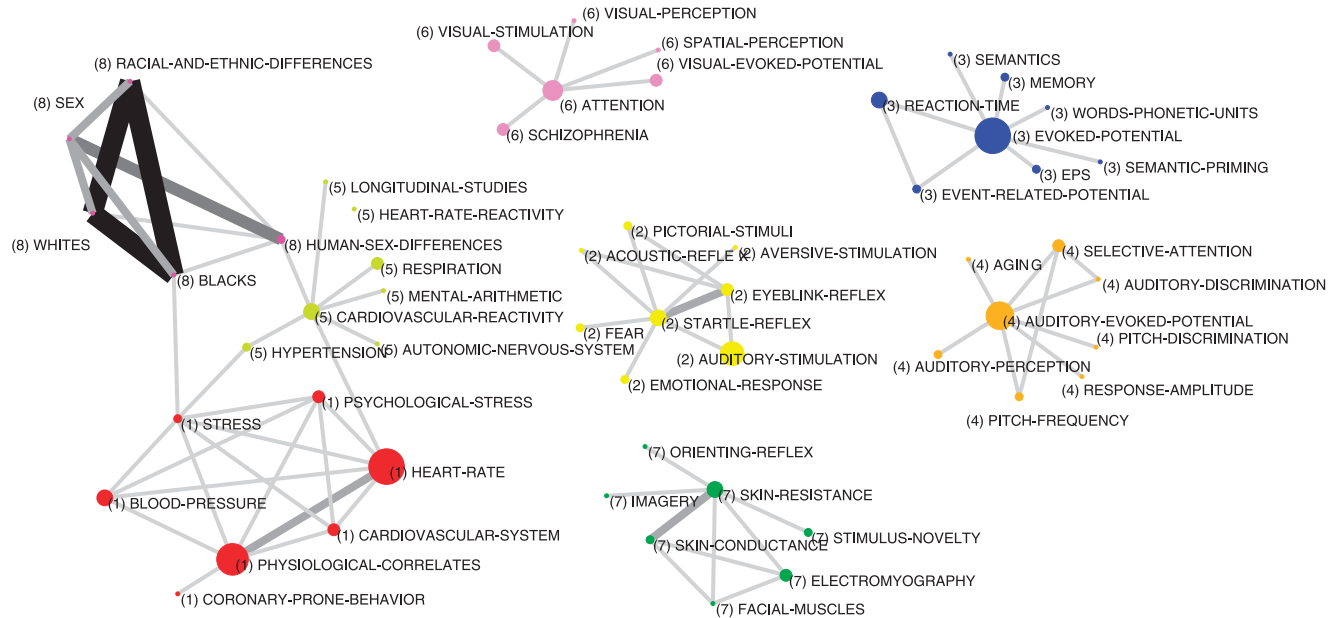 (6) VISUAL-PERCEPTION
(6) VISUAL-STIMULATION
(6) SPATIAL-PERCEPTION
(6) VISUAL-EVOKED-POTENTIAL
(6) ATTENTION
(6) SCHIZOPHRENIA
(8) RACIAL-AND-ETHNIC-DIFFERENCES
(8) SEX
(8) WHITES
(8) BLACKS
(8) HUMAN-SEX-DIFFERENCES
(3) SEMANTICS
(3) MEMORY
(3) REACTION-TIME
(3) WORDS-PHONETIC-UNITS
(3) EVOKED-POTENTIAL
(3) SEMANTIC-PRIMING
(3) EPS
(3) EVENT-RELATED-POTENTIAL
(5) LONGITUDINAL-STUDIES
(5) HEART-RATE-REACTIVITY
(5) RESPIRATION
(5) MENTAL-ARITHMETIC
(5) CARDIOVASCULAR-REACTIVITY
(5) HYPERTENSION
(5) AUTONOMIC-NERVOUS-SYSTEM
(2) PICTORIAL-STIMULI
(2) ACOUSTIC-REFLE X
(2) AVERSIVE-STIMULATION
(2) EYEBLINK-REFLEX
(2) STARTLE-REFLEX
(2) FEAR
(2) AUDITORY-STIMULATION
(2) EMOTIONAL-RESPONSE
(4) SELECTIVE-ATTENTION
(4) AGING
(4) AUDITORY-DISCRIMINATION
(4) AUDITORY-EVOKED-POTENTIAL
(4) PITCH-DISCRIMINATION
(4) AUDITORY-PERCEPTION
(4) RESPONSE-AMPLITUDE
(4) PITCH-FREQUENCY
(1) PSYCHOLOGICAL-STRESS
(1) STRESS
(1) HEART-RATE
(1) BLOOD-PRESSURE
(1) CARDIOVASCULAR-SYSTEM
(1) PHYSIOLOGICAL-CORRELATES
(1) CORONARY-PRONE-BEHAVIOR
(7) ORIENTING-REFLEX
(7) SKIN-RESISTANCE
(7) IMAGERY
(7) STIMULUS-NOVELTY
(7) SKIN-CONDUCTANCE
(7) ELECTROMYOGRAPHY
(7) FACIAL-MUSCLES